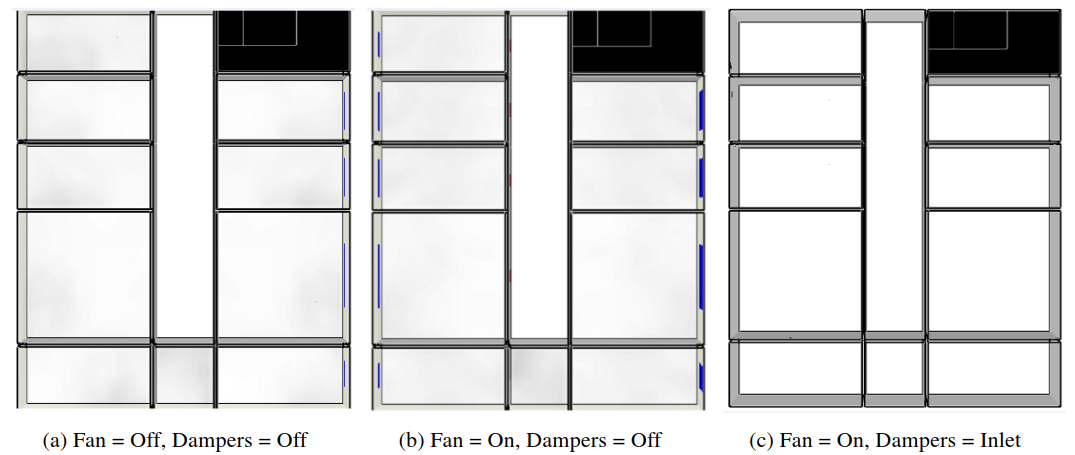 (a) Fan = Off, Dampers = Off
(b) Fan = On, Dampers = Off
(c) Fan = On, Dampers = Inlet